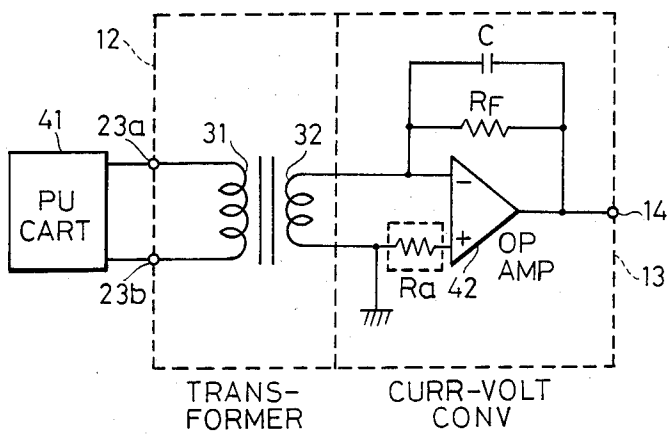 12
C
RF
41
23a
31
32
PU
CART
−
+
OP
AMP
42
Ra
14
13
23b
TRANS-
FORMER
CURR-VOLT
CONV